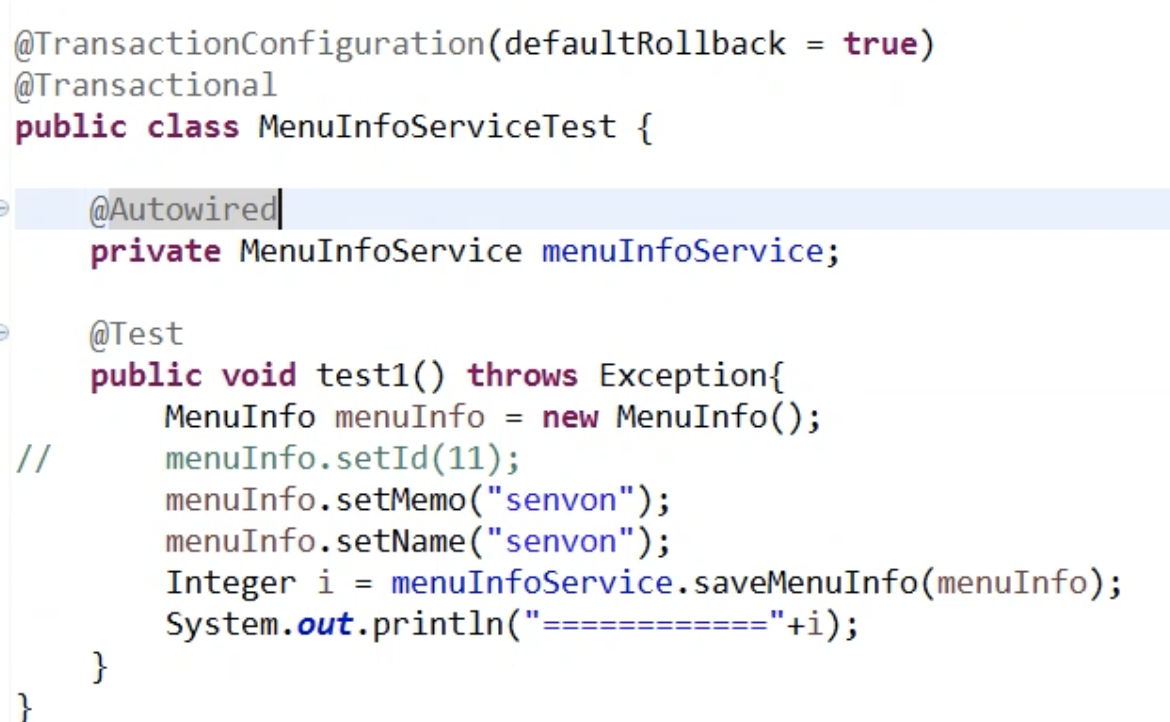 @TransactionConfiguration(defaultRollback = true)
@Transactional
public class MenuInfoServiceTest {
@Autowired
private MenuInfoService menuInfoService;
@Test
public void test1() throws Exception{
MenuInfo menuInfo = new MenuInfo();
// menuInfo.setId(11);
menuInfo.setMemo("senvon");
menuInfo.setName("senvon");
Integer i = menuInfoService.saveMenuInfo(menuInfo);
System.out.println("============"+i);
}
}